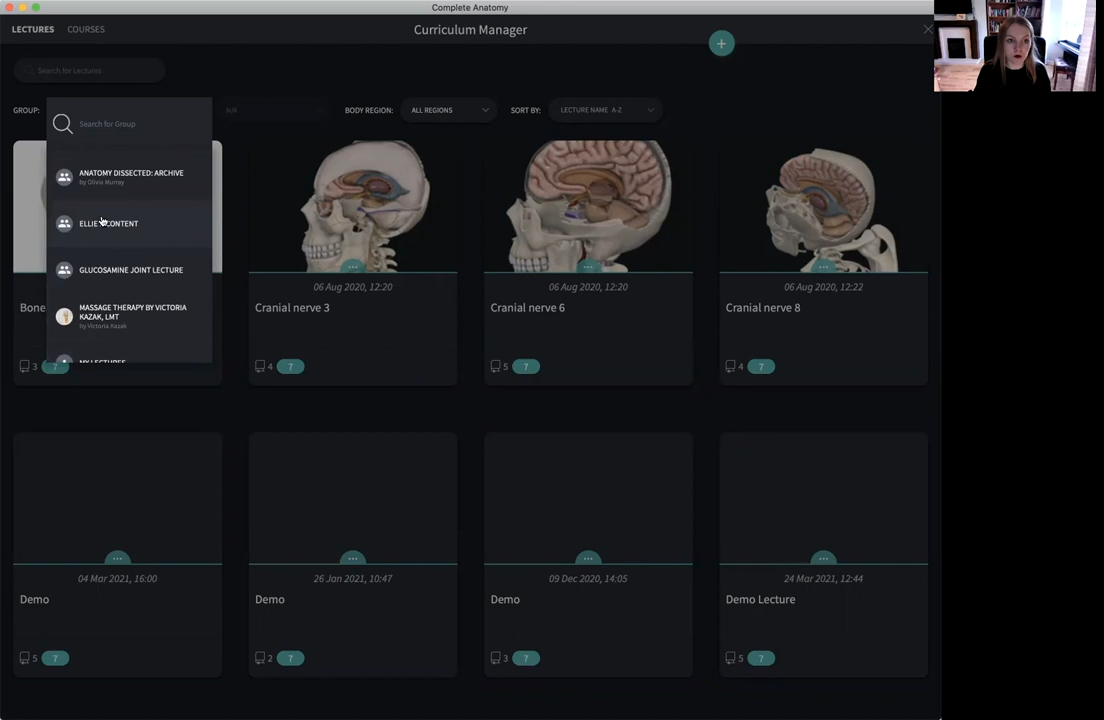 Complete Anatomy
LECTURES
COURSES
Curriculum Manager
+
Search for Lectures
GROUP:
N/A
BODY REGION:
ALL REGIONS
SORT BY:
LECTURE NAME A-Z
Search for Group
ANATOMY DISSECTED: ARCHIVE
by Olivia Murray
CONTENT
GLUCOSAMINE JOINT LECTURE
MASSAGE THERAPY BY VICTORIA
KAZAK, LMT
by Victoria Kazak
MY LECTURES
Bone
3
7
06 Aug 2020, 12:20
Cranial nerve 3
4
7
06 Aug 2020, 12:20
Cranial nerve 6
5
7
06 Aug 2020, 12:22
Cranial nerve 8
4
7
04 Mar 2021, 16:00
Demo
5
7
26 Jan 2021, 10:47
Demo
2
7
09 Dec 2020, 14:05
Demo
3
7
24 Mar 2021, 12:44
Demo Lecture
5
7